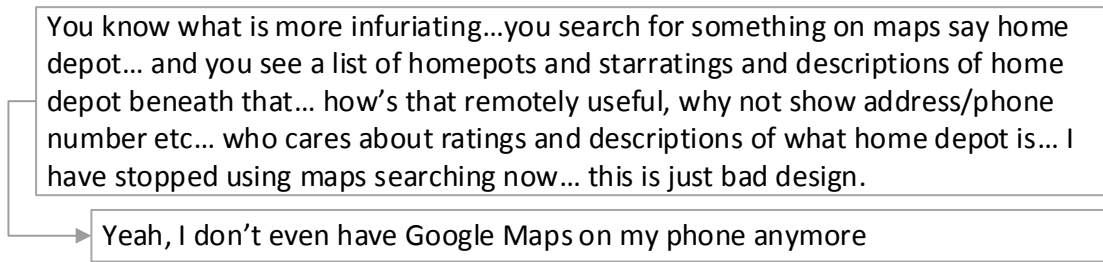 You know what is more infuriating…you search for something on maps say home
depot… and you see a list of homepots and starratings and descriptions of home
depot beneath that… how’s that remotely useful, why not show address/phone
number etc… who cares about ratings and descriptions of what home depot is… I
have stopped using maps searching now… this is just bad design.
Yeah, I don’t even have Google Maps on my phone anymore